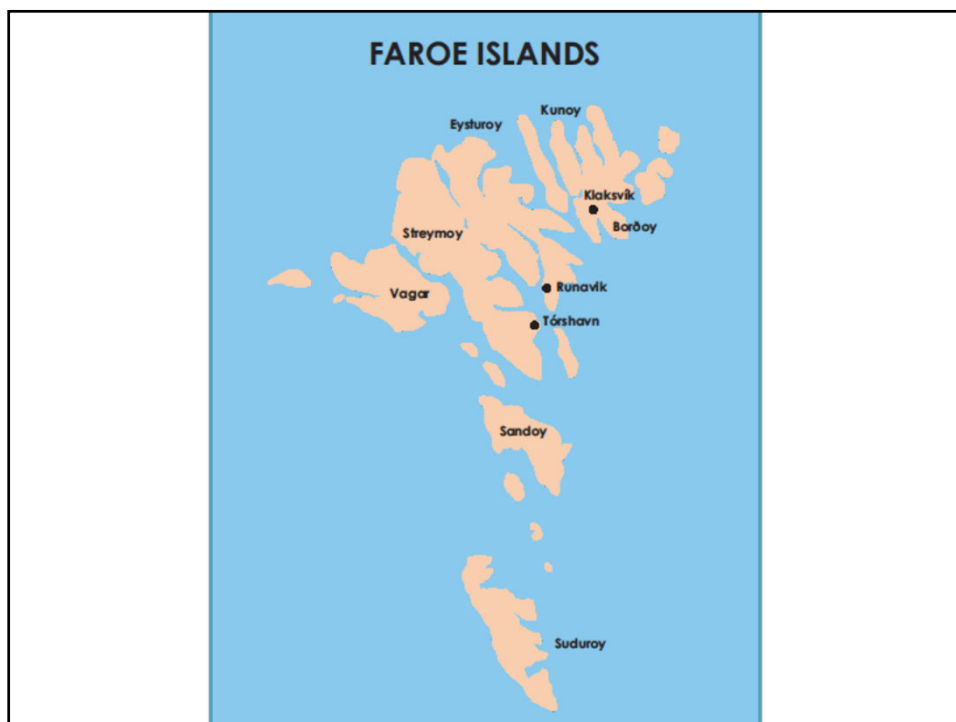 FAROE ISLANDS
Kunoy
Eysturoy
Klaksvík
Borðoy
Streymoy
Runavík
Vagar
Tórshavn
Sandoy
Suduroy